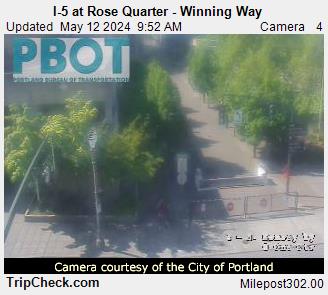 I-5 at Rose Quarter - Winning Way
Updated May 12 2024 9:52 AM Camera 4
PBOT
PORTLAND BUREAU OF TRANSPORTATION
Camera courtesy of the City of Portland
TripCheck.com Milepost302.00